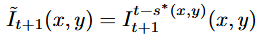 Ĩ_{t+1}(x, y) = I_{t+1}^{t−s*(x,y)}(x, y)